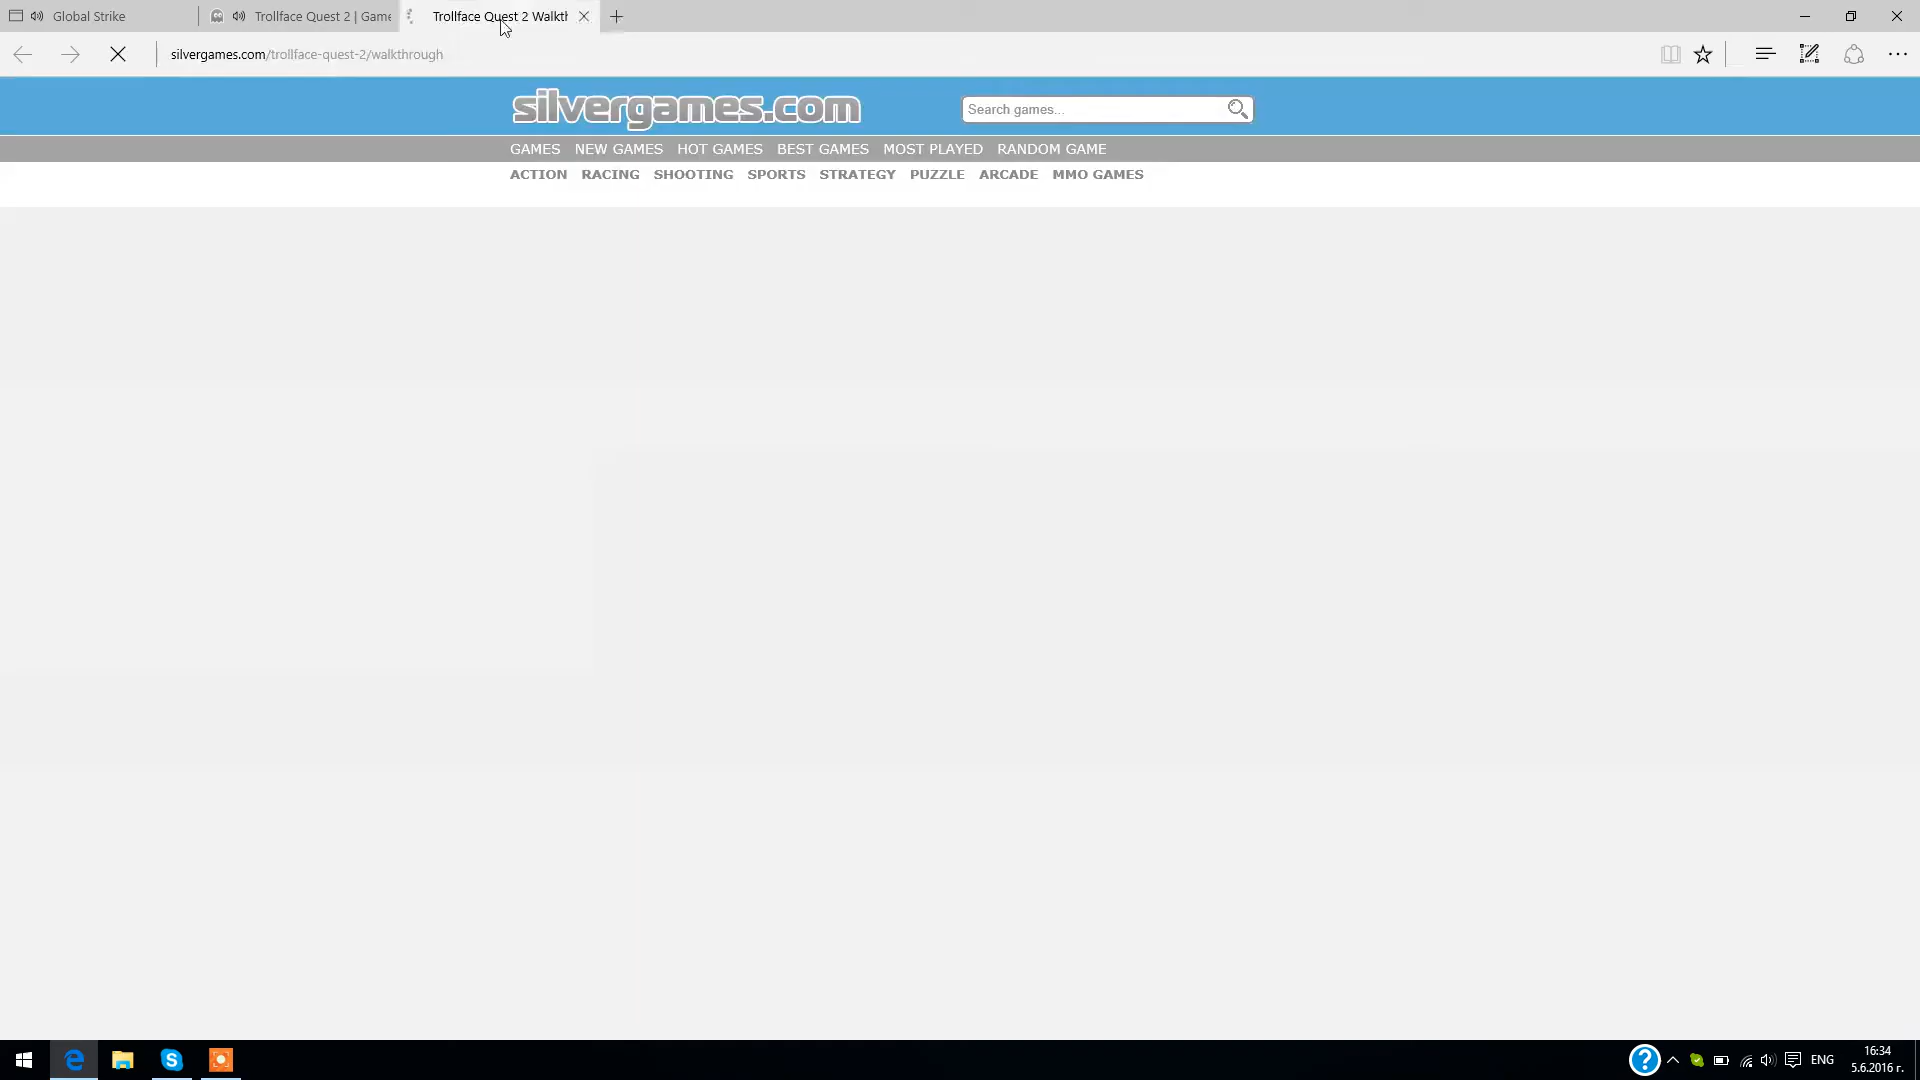 Global Strike
Trollface Quest 2 | Game
Trollface Quest 2 Walkth
silvergames.com/trollface-quest-2/walkthrough
silvergames.com
Search games...
GAMES NEW GAMES HOT GAMES BEST GAMES MOST PLAYED RANDOM GAME
ACTION RACING SHOOTING SPORTS STRATEGY PUZZLE ARCADE MMO GAMES
ENG
16:34
5.6.2016 г.